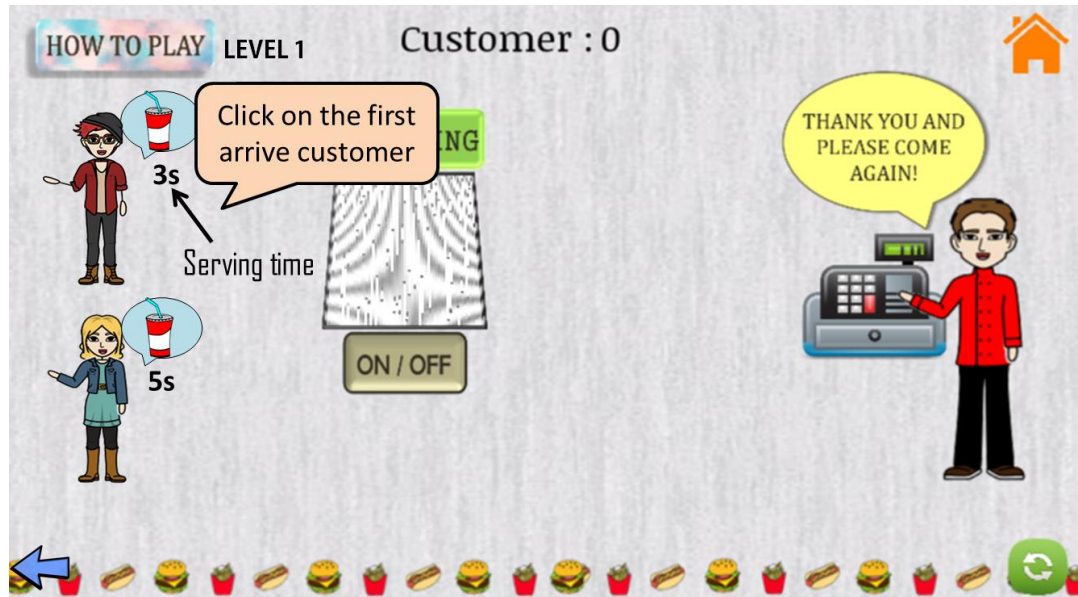 HOW TO PLAY
LEVEL 1
Customer : 0
Click on the first
arrive customer
NG
3s
Serving time
5s
ON / OFF
THANK YOU AND
PLEASE COME
AGAIN!